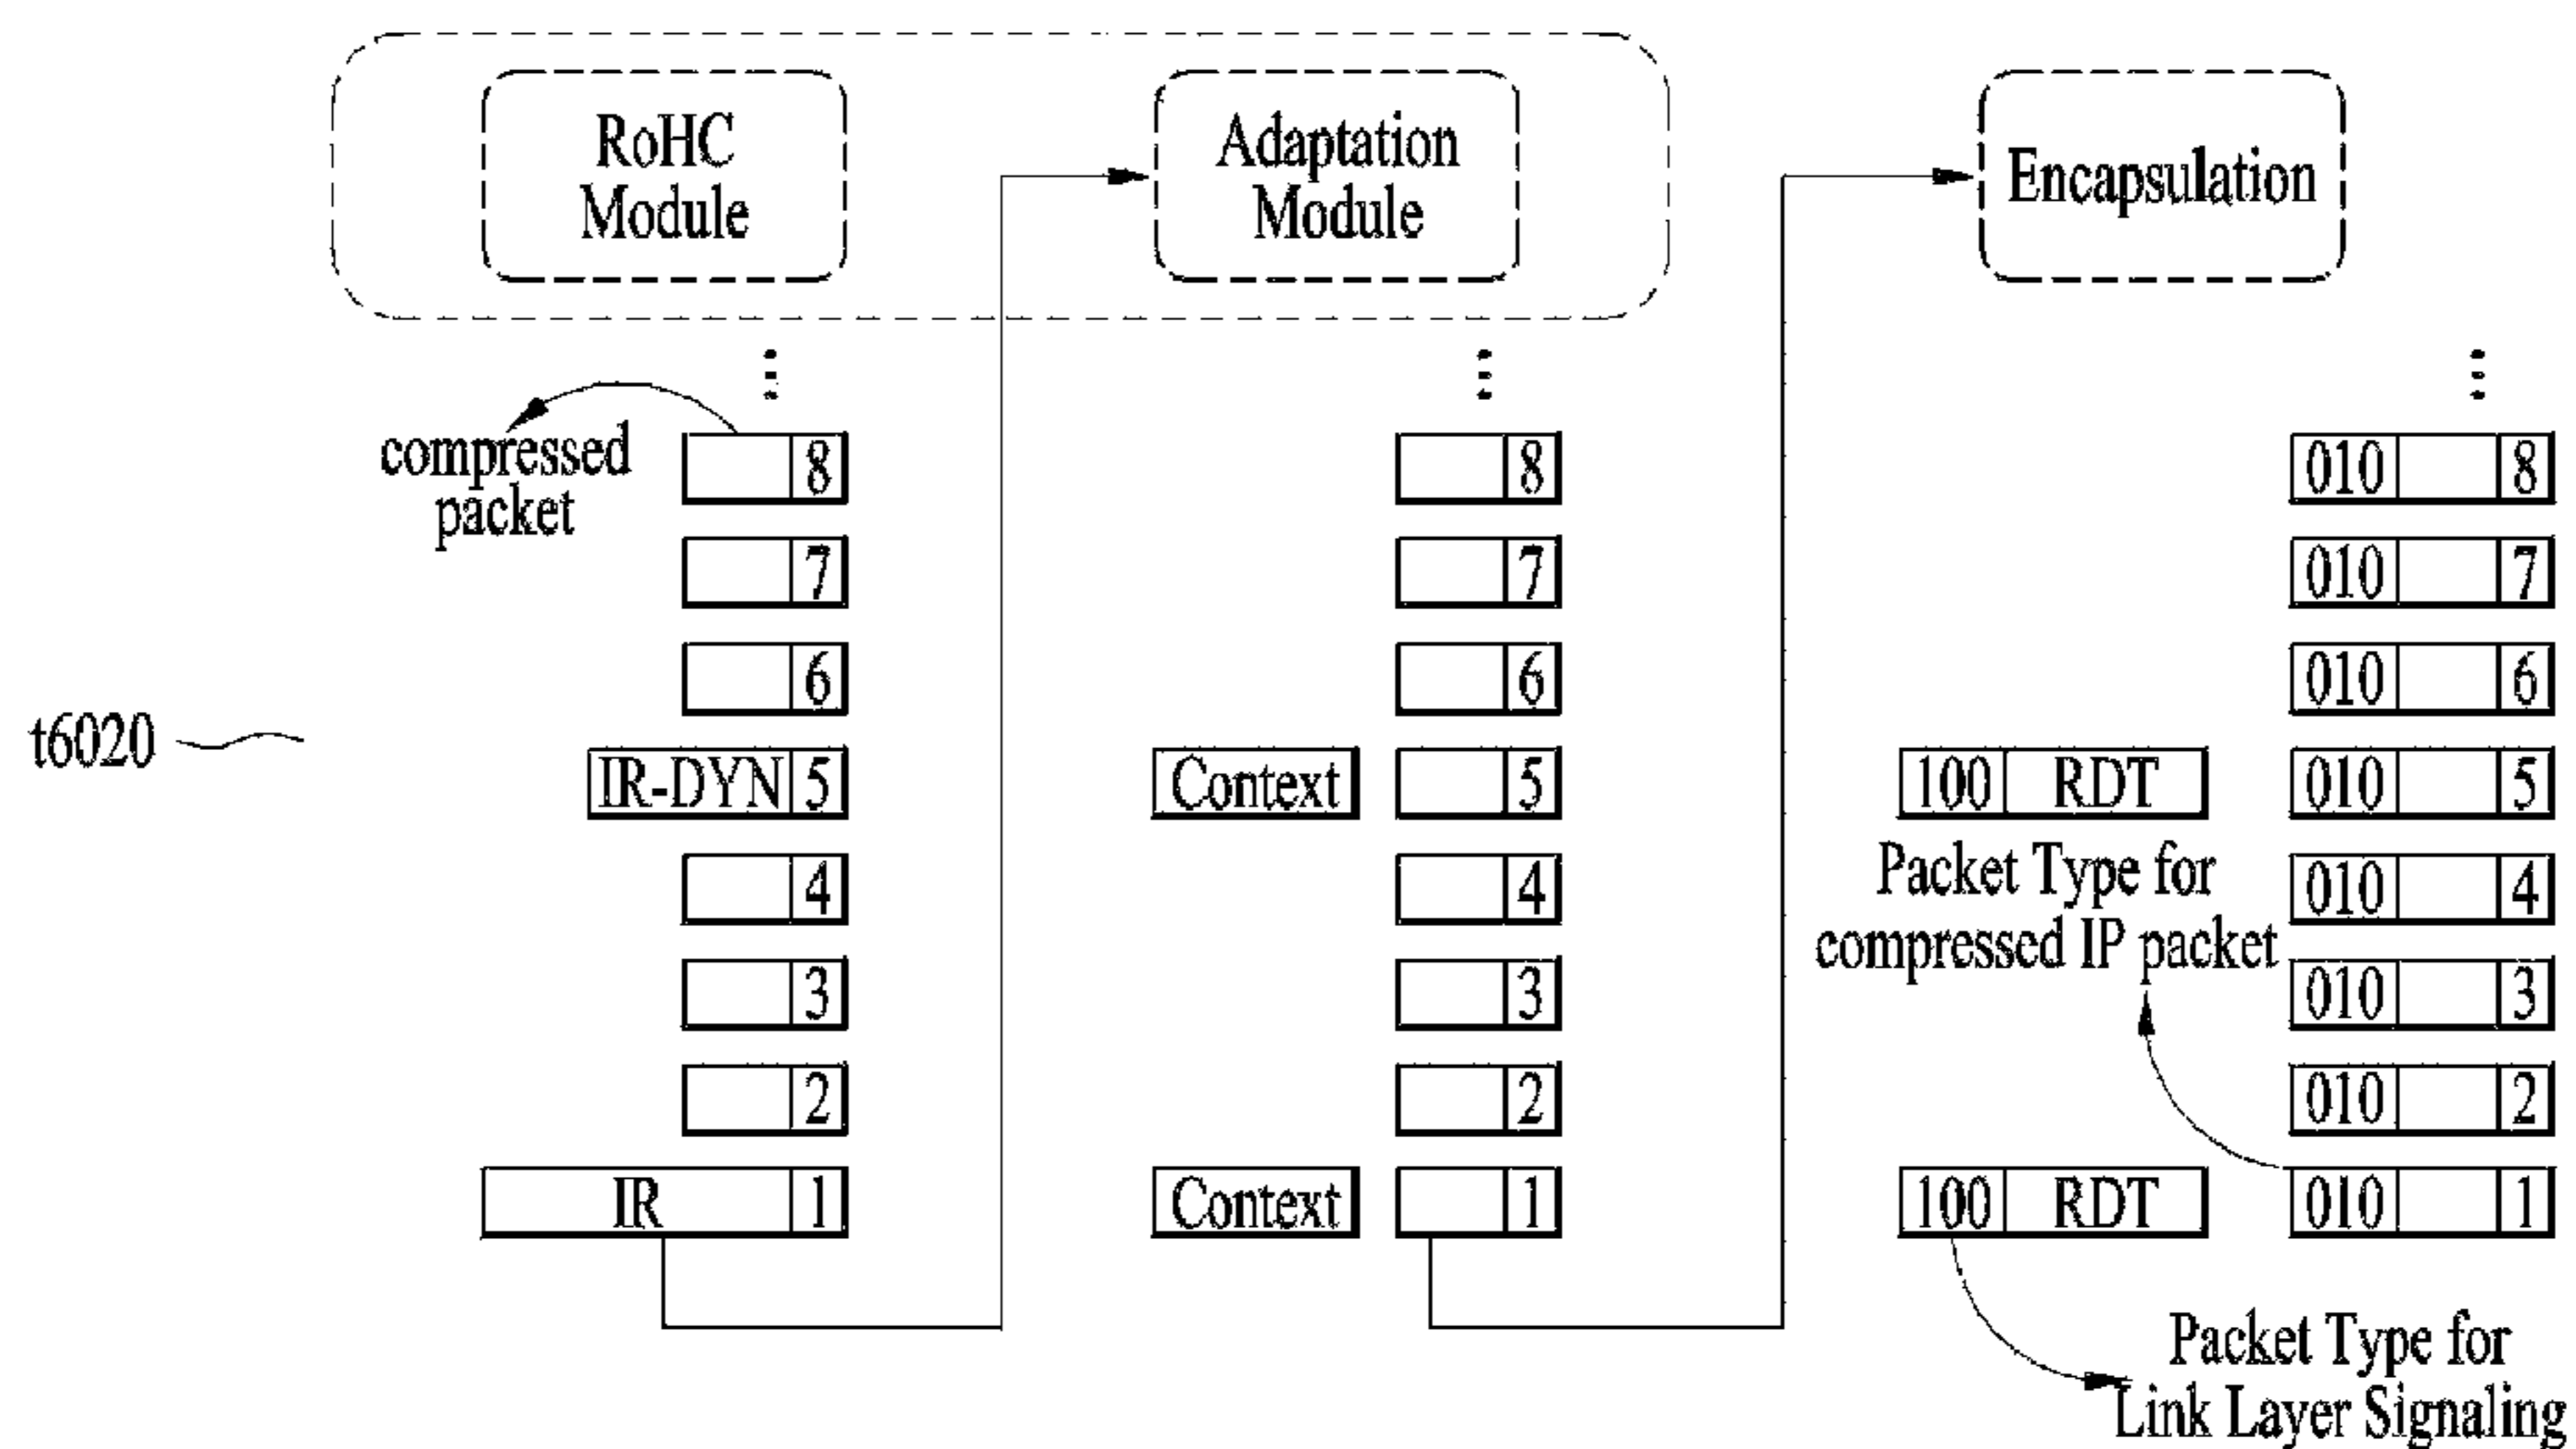 RoHC
Module
Adaptation
Module
Encapsulation
compressed
packet
8
8
010 8
7
7
010 7
6
6
010 6
t6020
IR-DYN 5
Context 5
100 RDT 010 5
4
4
Packet Type for
compressed IP packet
010 4
3
3
010 3
2
2
010 2
IR 1
Context 1
100 RDT 010 1
Packet Type for
Link Layer Signaling